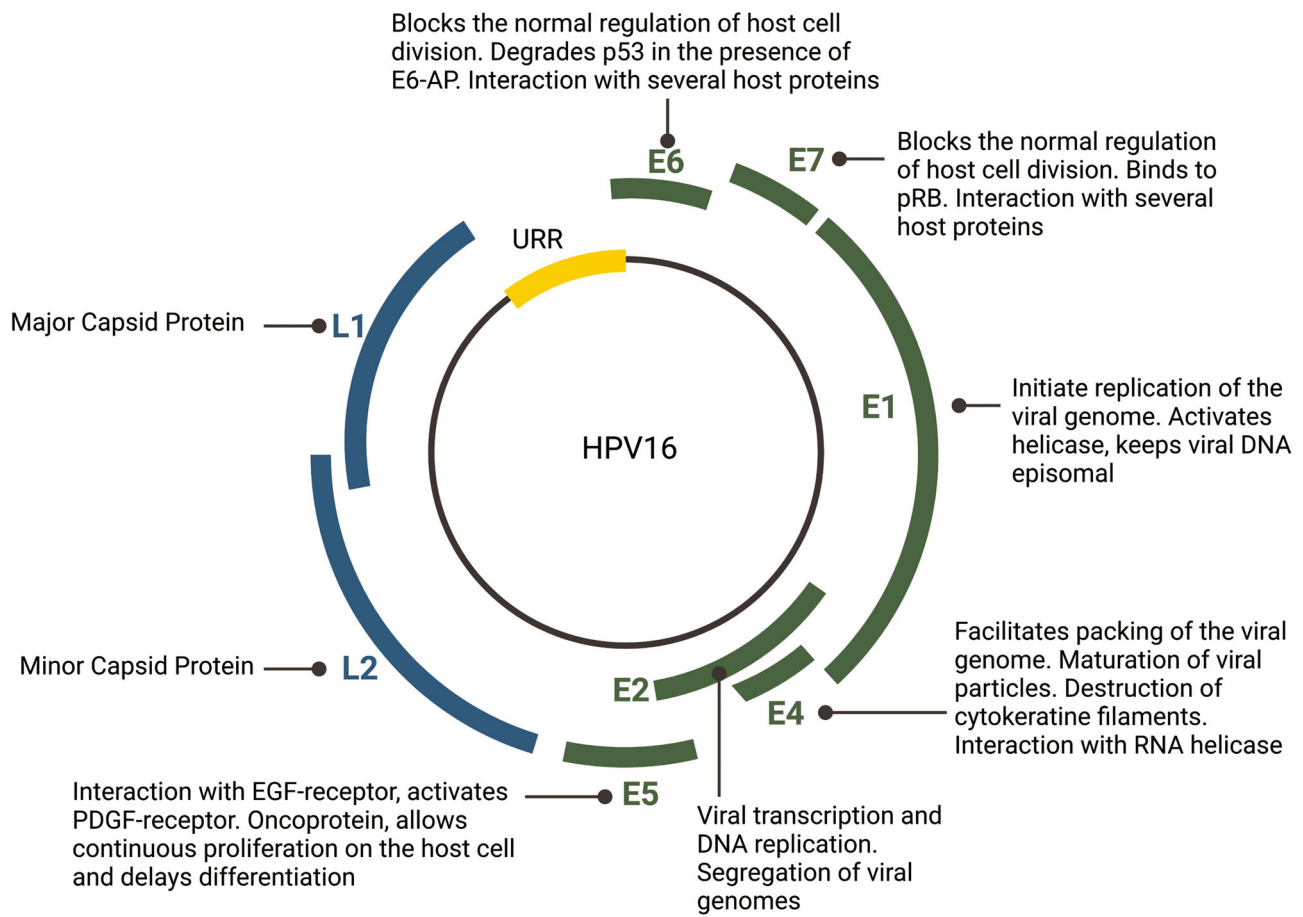 Blocks the normal regulation of host cell
division. Degrades p53 in the presence of
E6-AP. Interaction with several host proteins
E6
E7
Blocks the normal regulation
of host cell division. Binds to
pRB. Interaction with several
host proteins
URR
Major Capsid Protein
L1
E1
Initiate replication of the
viral genome. Activates
helicase, keeps viral DNA
episomal
HPV16
Minor Capsid Protein
L2
E2
E4
Facilitates packing of the viral
genome. Maturation of viral
particles. Destruction of
cytokeratine filaments.
Interaction with RNA helicase
Interaction with EGF-receptor, activates
PDGF-receptor. Oncoprotein, allows
continuous proliferation on the host cell
and delays differentiation
E5
Viral transcription and
DNA replication.
Segregation of viral
genomes